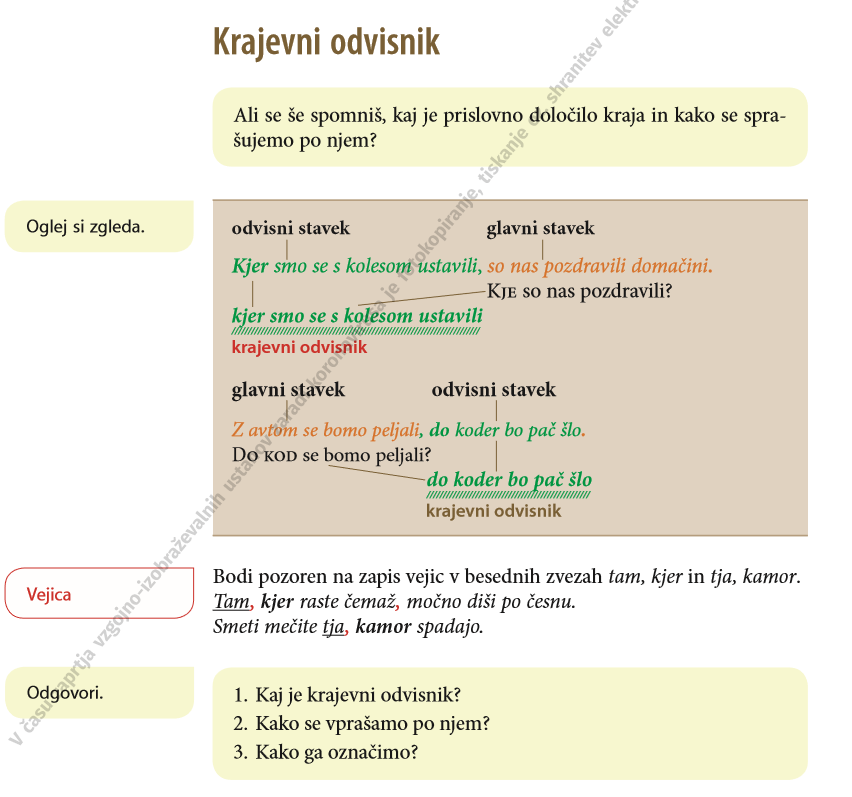 Krajevni odvisnik
Ali se še spomniš, kaj je prislovno določilo kraja in kako se spra-
šujemo po njem?
Oglej si zgleda.
odvisni stavek glavni stavek
Kjer smo se s kolesom ustavili, so nas pozdravili domačini.
KJE so nas pozdravili?
kjer smo se s kolesom ustavili
krajevni odvisnik
glavni stavek odvisni stavek
Z avtom se bomo peljali, do koder bo pač šlo.
DO KOD se bomo peljali?
do koder bo pač šlo
krajevni odvisnik
Vejica
Bodi pozoren na zapis vejic v besednih zvezah tam, kjer in tja, kamor.
Tam, kjer raste čemaž, močno diši po česnu.
Smeti mečite tja, kamor spadajo.
Odgovori.
1. Kaj je krajevni odvisnik?
2. Kako se vprašamo po njem?
3. Kako ga označimo?
V času zaprtja vzgojno-izobraževalnih ustanov zaradi koronavirusa je fotokopiranje, tiskanje oz. shranitev